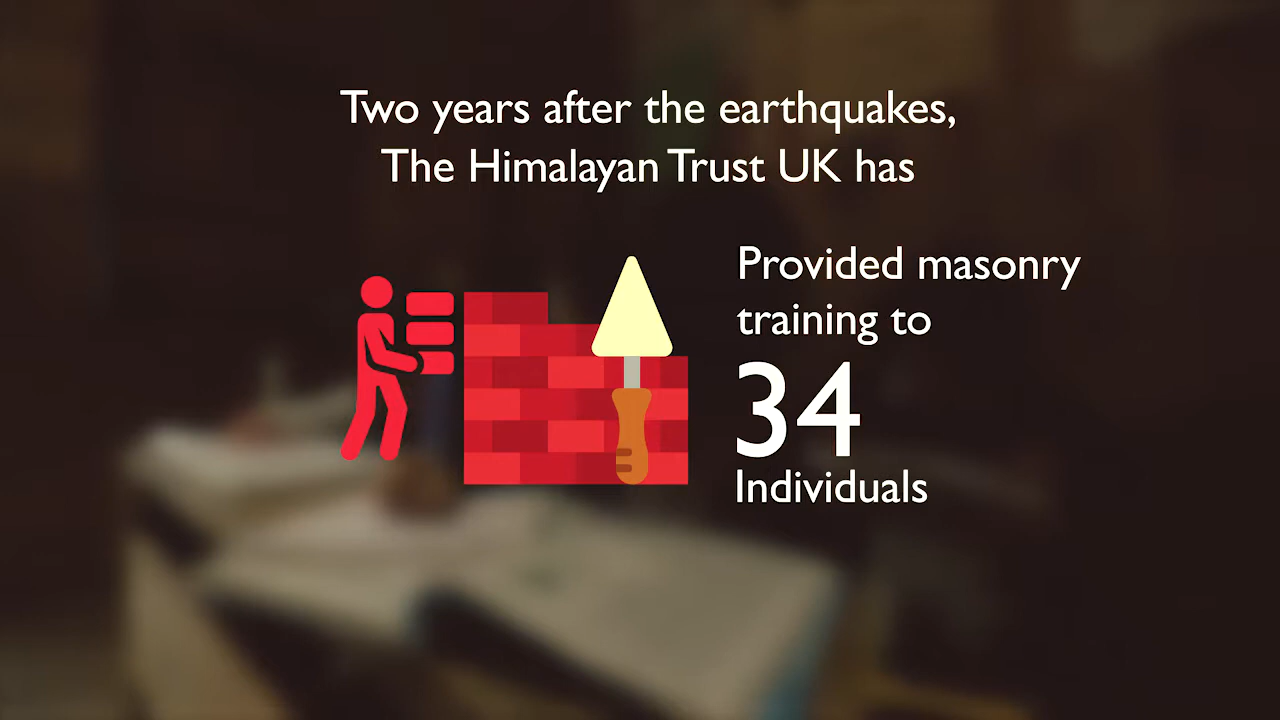 Two years after the earthquakes,
The Himalayan Trust UK has
Provided masonry
training to
34
Individuals